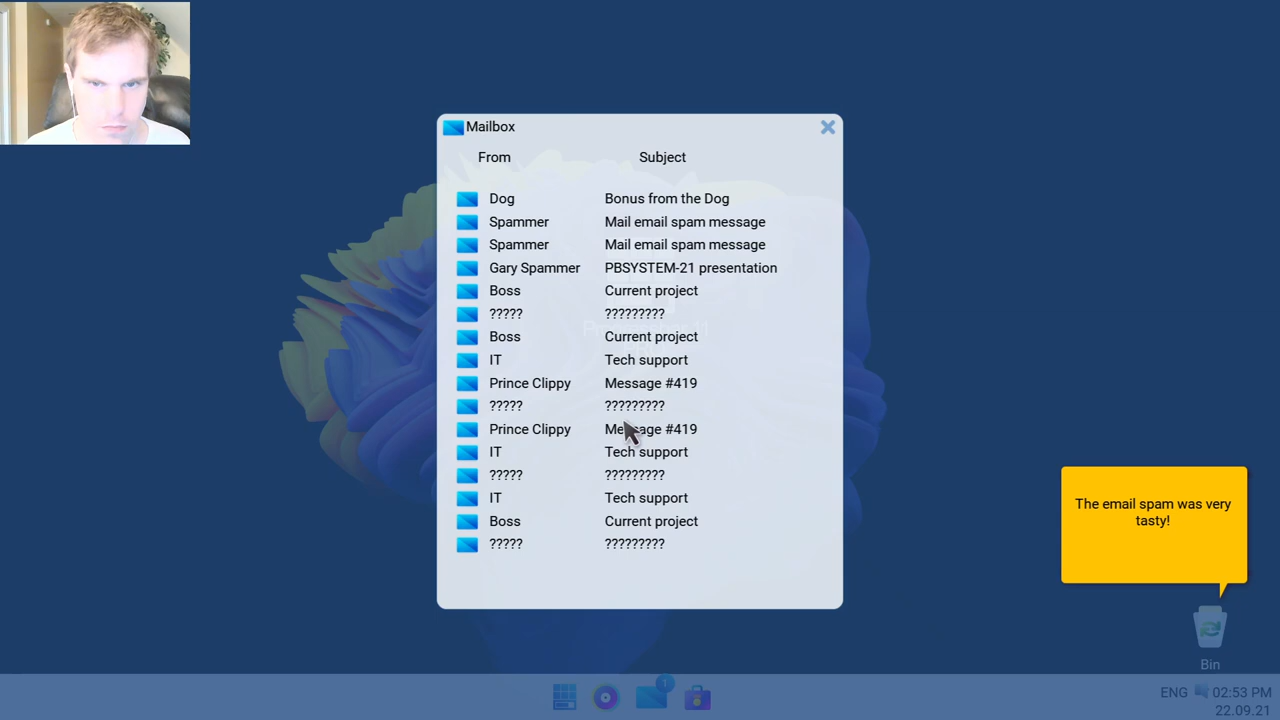 Mailbox
From Subject
Dog Bonus from the Dog
Spammer Mail email spam message
Spammer Mail email spam message
Gary Spammer PBSYSTEM-21 presentation
Boss Current project
????? ?????????
Boss Current project
IT Tech support
Prince Clippy Message #419
????? ?????????
Prince Clippy Message #419
IT Tech support
????? ?????????
IT Tech support
Boss Current project
????? ?????????
The email spam was very
tasty!
Bin
1
ENG 02:53 PM
22.09.21